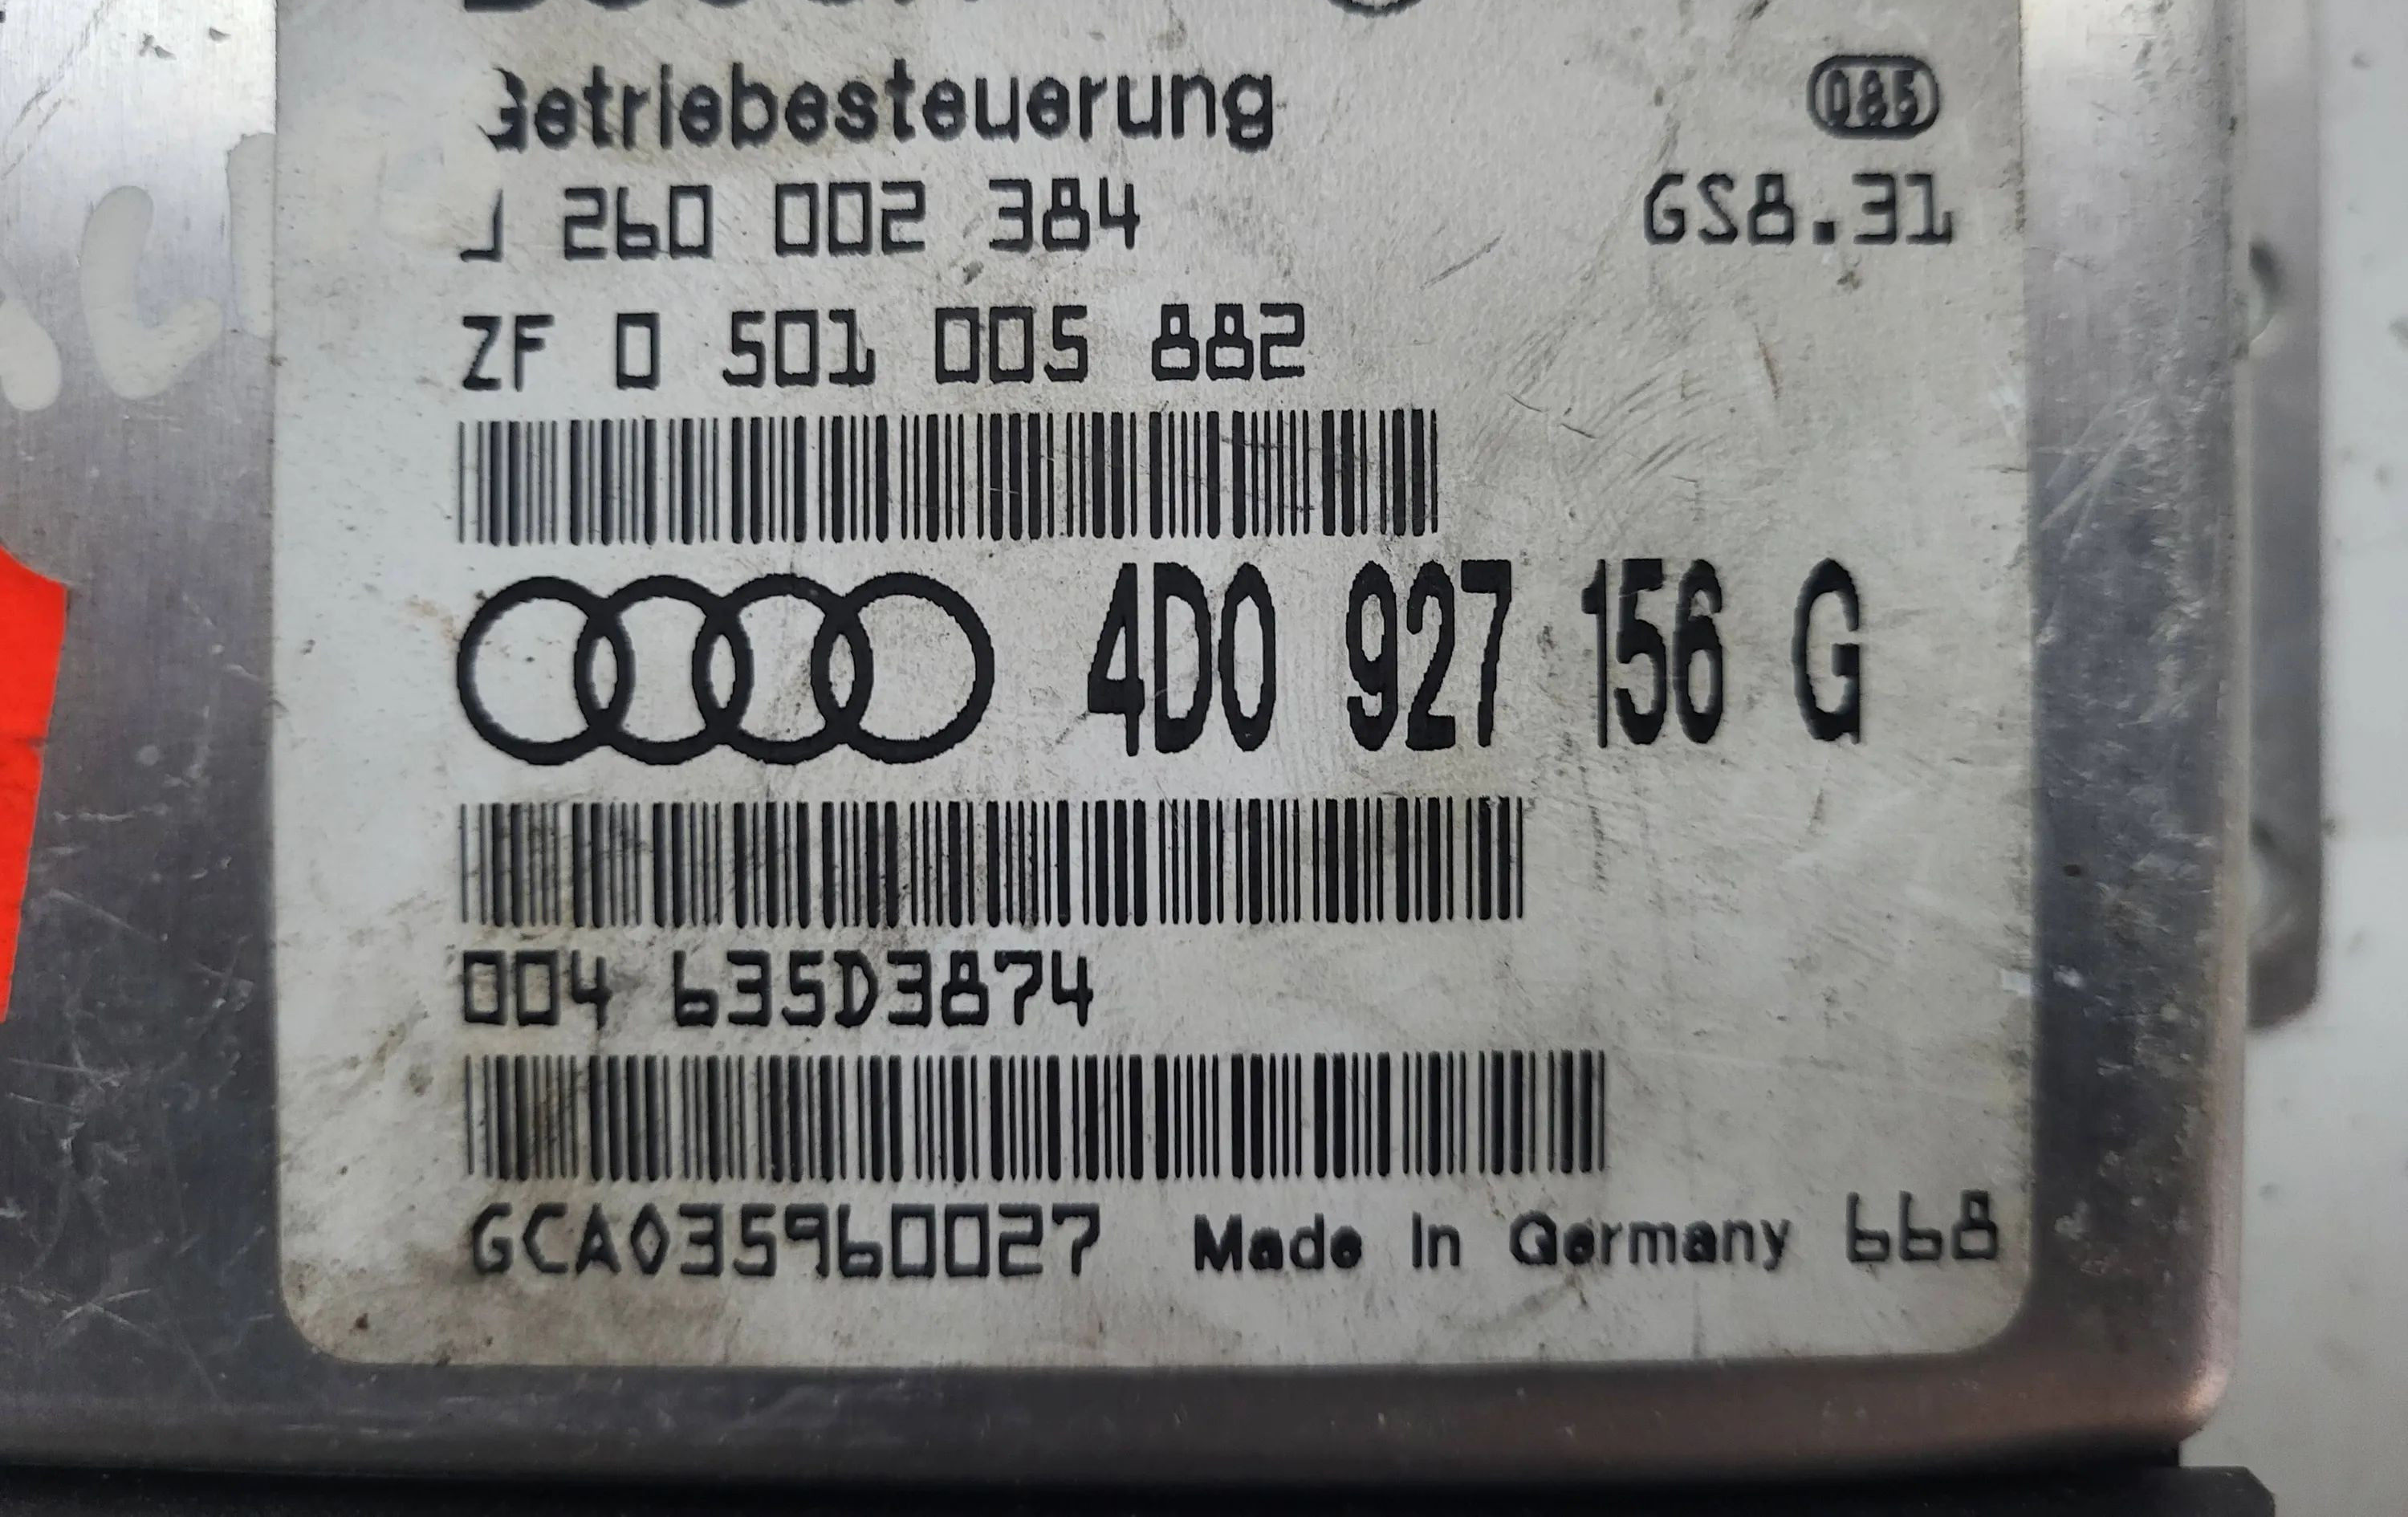 Getriebesteuerung
085
260 002 384
GS8.31
ZF 0 501 005 882
4D0 927 156 G
004 635D3874
GCA035960027 Made In Germany 668